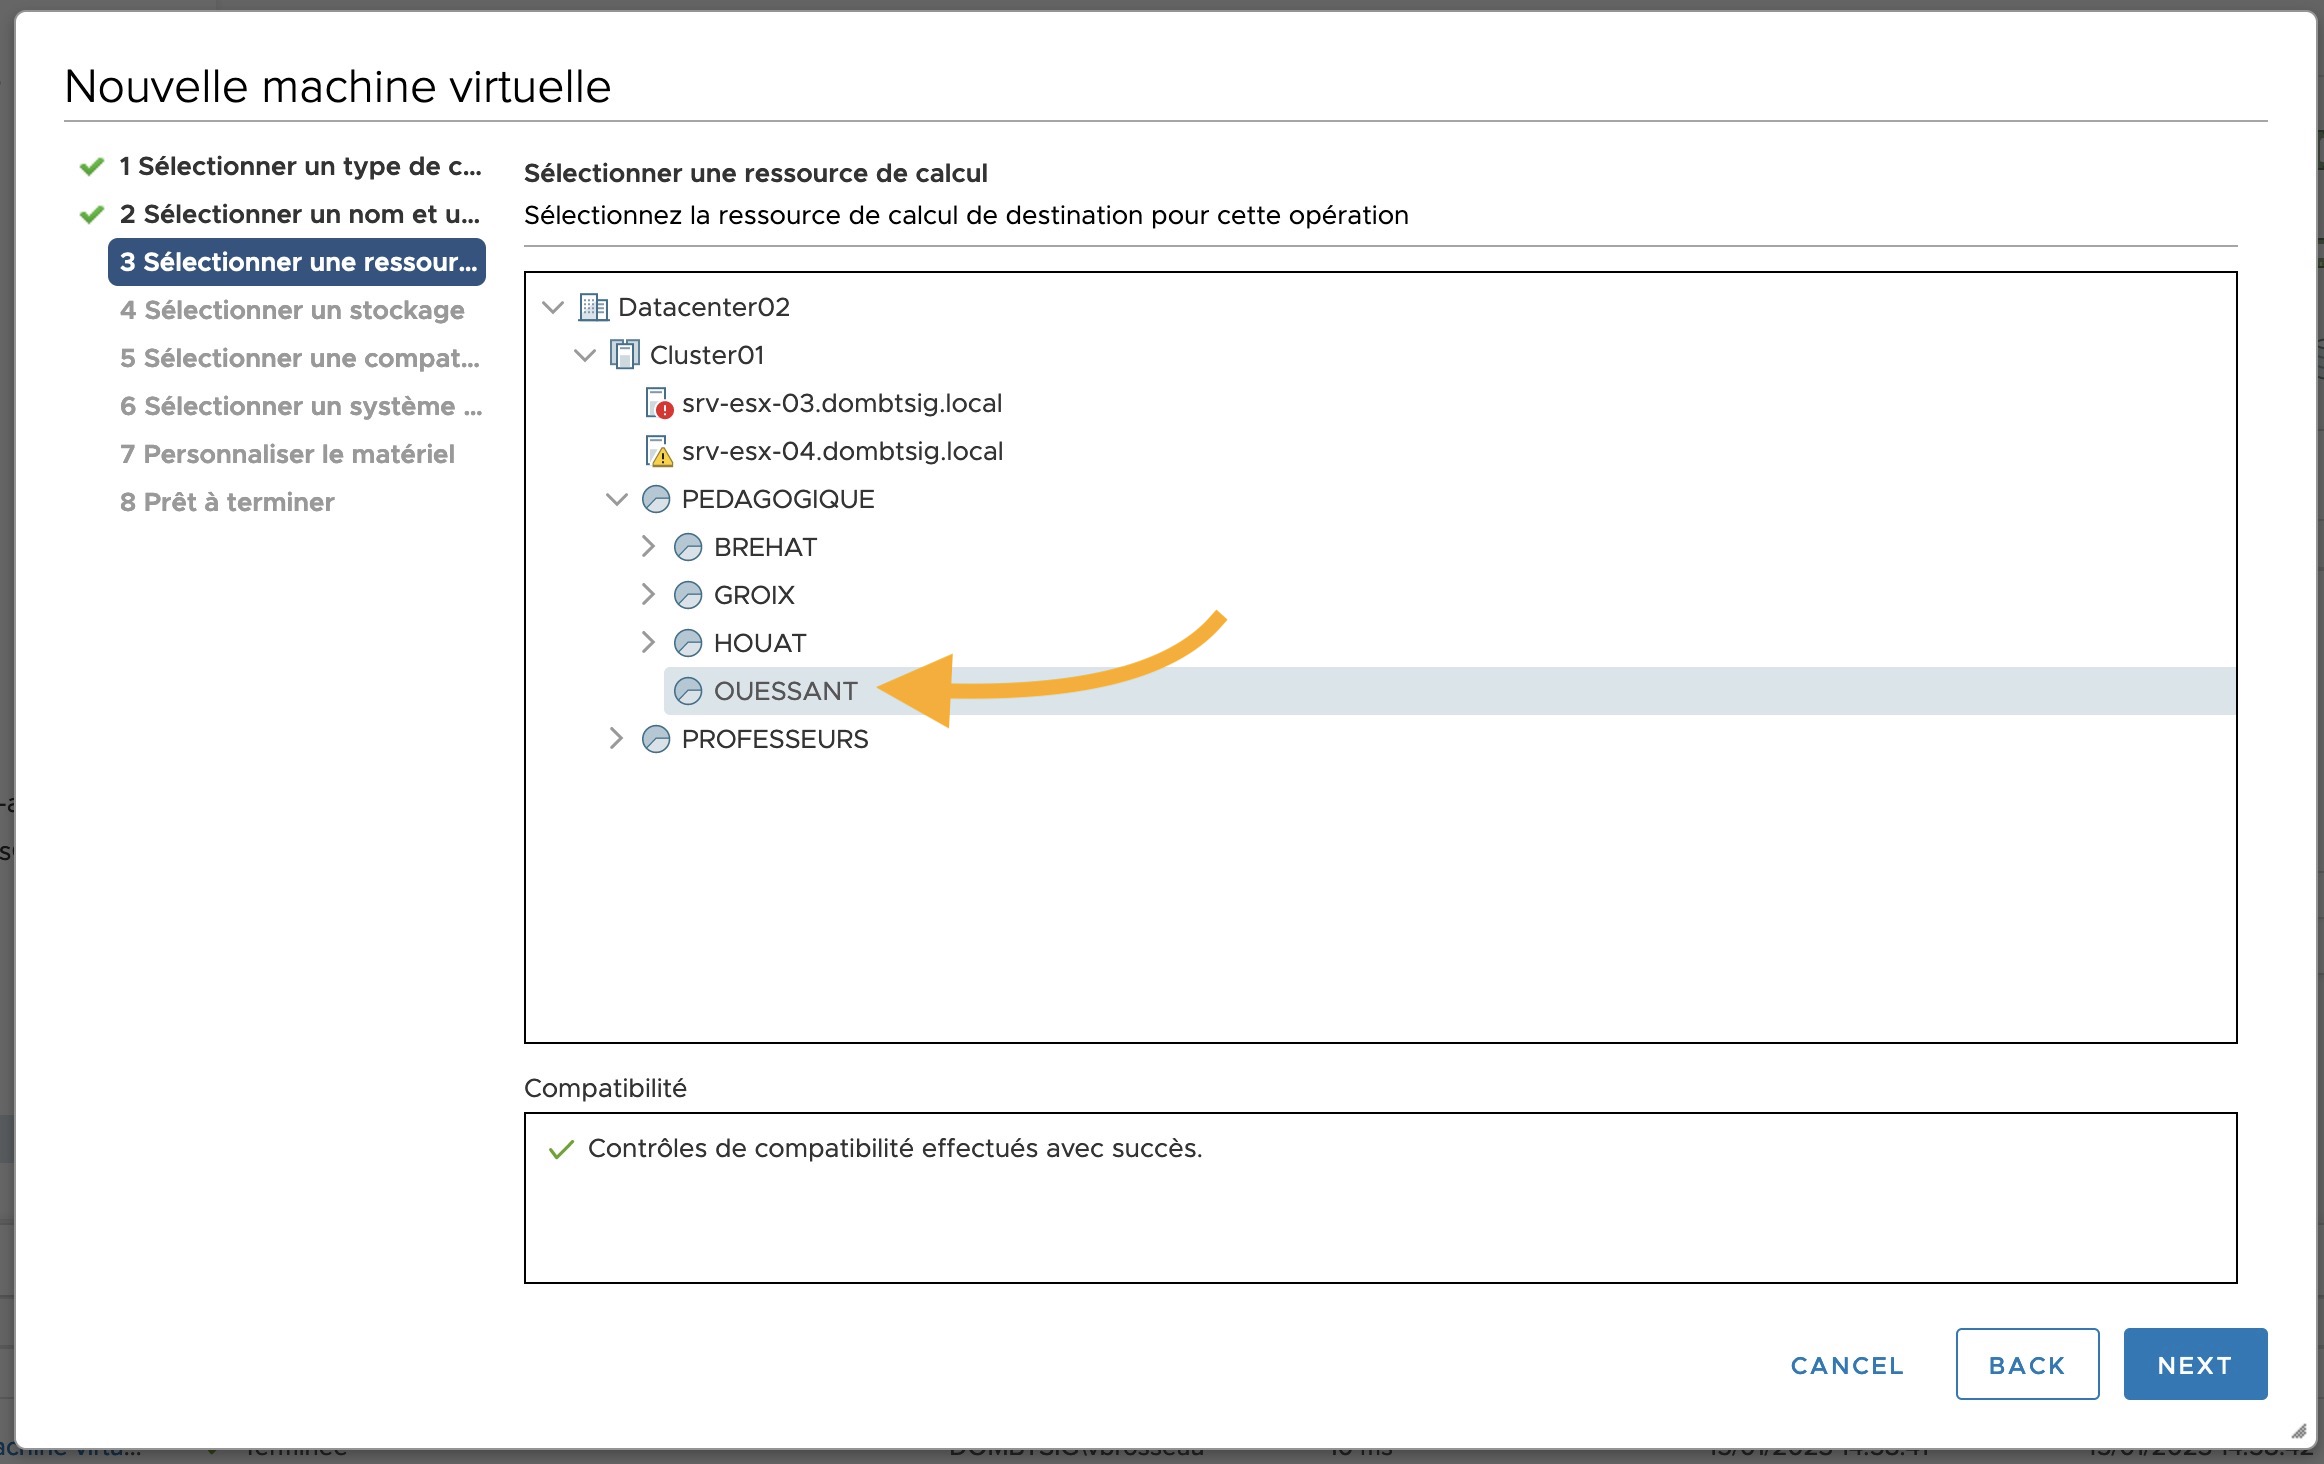 Nouvelle machine virtuelle
1 Sélectionner un type de c...
2 Sélectionner un nom et u...
3 Sélectionner une ressour...
4 Sélectionner un stockage
5 Sélectionner une compat...
6 Sélectionner un système ...
7 Personnaliser le matériel
8 Prêt à terminer
Sélectionner une ressource de calcul
Sélectionnez la ressource de calcul de destination pour cette opération
Datacenter02
Cluster01
srv-esx-03.dombtsig.local
srv-esx-04.dombtsig.local
PEDAGOGIQUE
BREHAT
GROIX
HOUAT
OUESSANT
PROFESSEURS
Compatibilité
Contrôles de compatibilité effectués avec succès.
CANCEL
BACK
NEXT